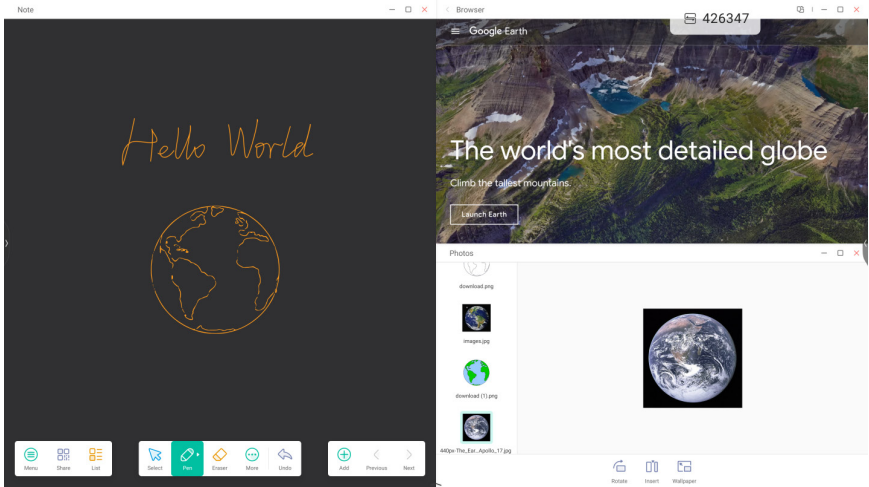 Note
Hello World
Menu
Share
List
Select
Pen
Eraser
More
Undo
Add
Previous
Next
Browser
426347
Google Earth
The world's most detailed globe
Climb the tallest mountains.
Launch Earth
Photos
download.png
images.jpg
download (1).png
440px-The_Ear..Apollo_17.jpg
Rotate
Insert
Wallpaper